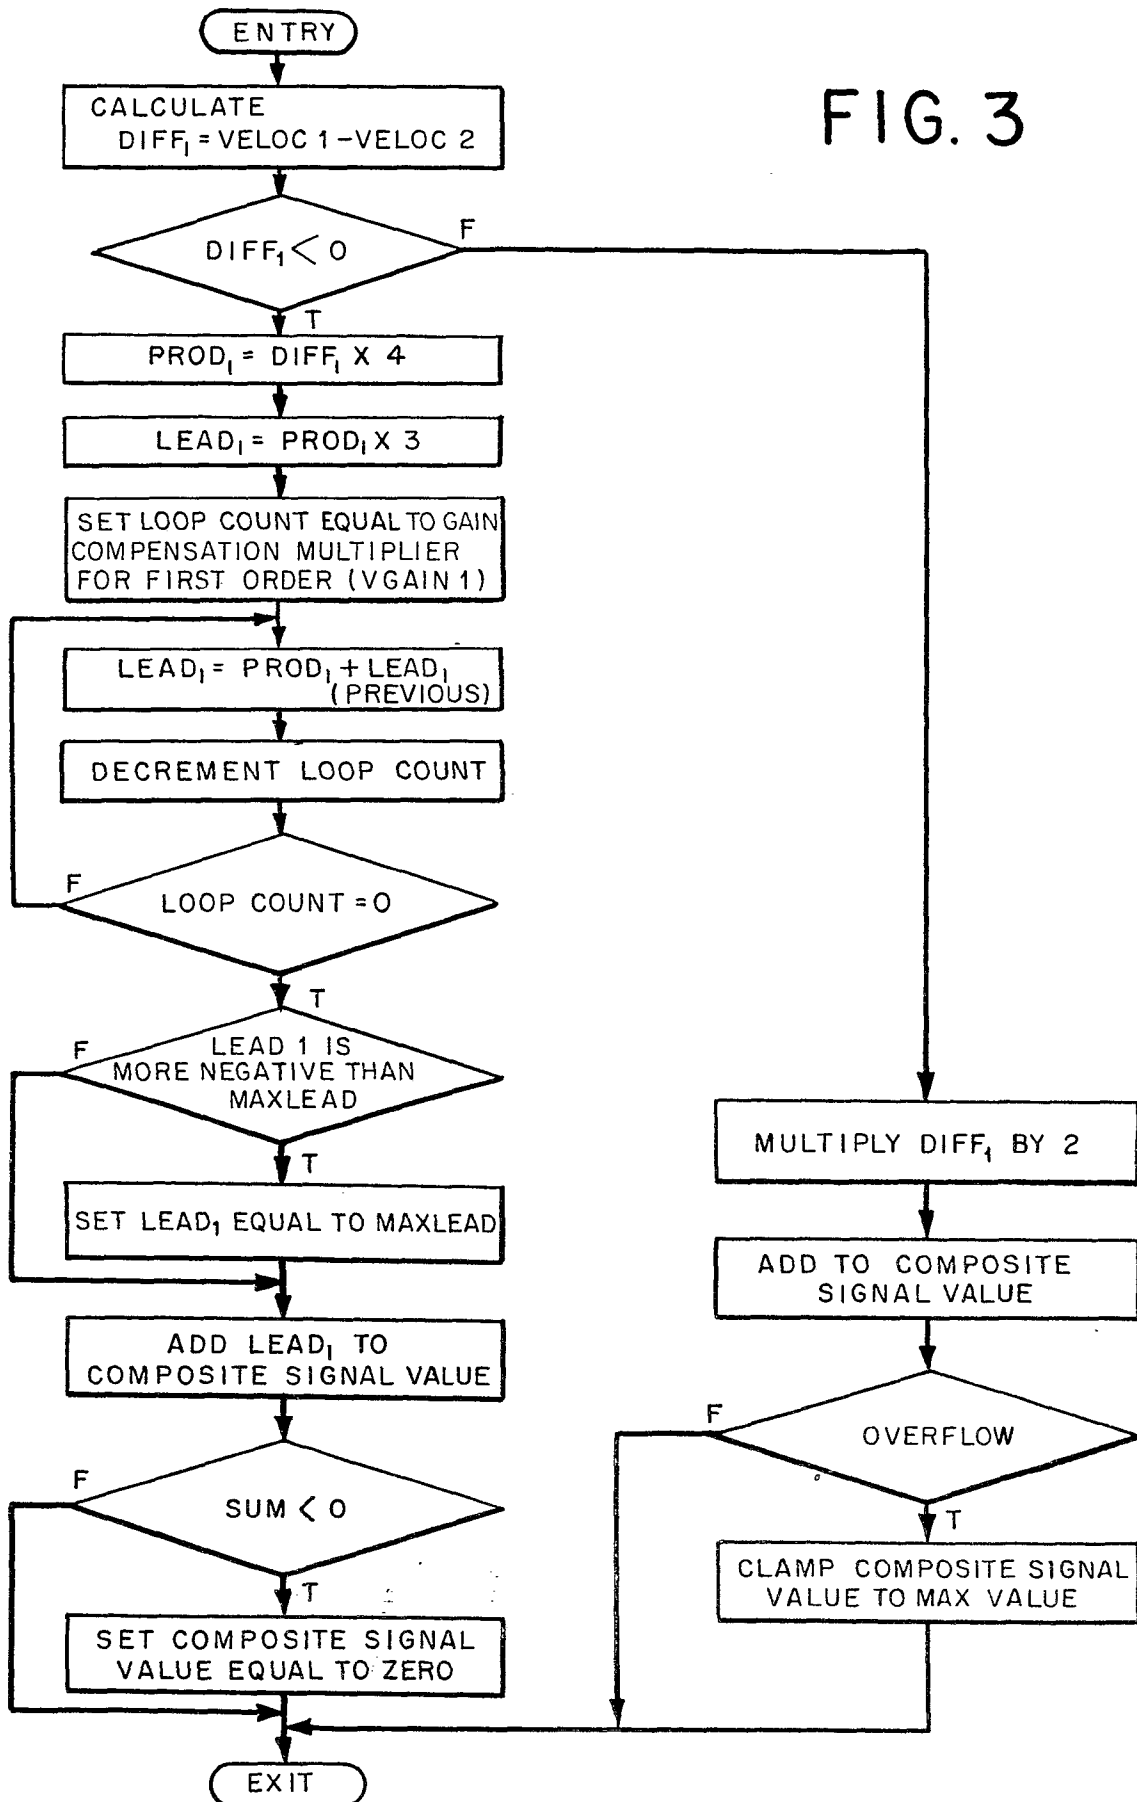 ENTRY
FIG. 3
CALCULATE
DIFF₁ = VELOC 1 - VELOC 2
DIFF₁ < 0
F
T
PROD₁ = DIFF₁ X 4
LEAD₁ = PROD₁ X 3
SET LOOP COUNT EQUAL TO GAIN
COMPENSATION MULTIPLIER
FOR FIRST ORDER (VGAIN 1)
LEAD₁ = PROD₁ + LEAD₁
(PREVIOUS)
DECREMENT LOOP COUNT
F
LOOP COUNT = 0
T
F
LEAD 1 IS
MORE NEGATIVE THAN
MAXLEAD
T
SET LEAD₁ EQUAL TO MAXLEAD
ADD LEAD₁ TO
COMPOSITE SIGNAL VALUE
F
SUM < 0
T
SET COMPOSITE SIGNAL
VALUE EQUAL TO ZERO
MULTIPLY DIFF₁ BY 2
ADD TO COMPOSITE
SIGNAL VALUE
F
OVERFLOW
T
CLAMP COMPOSITE SIGNAL
VALUE TO MAX VALUE
EXIT